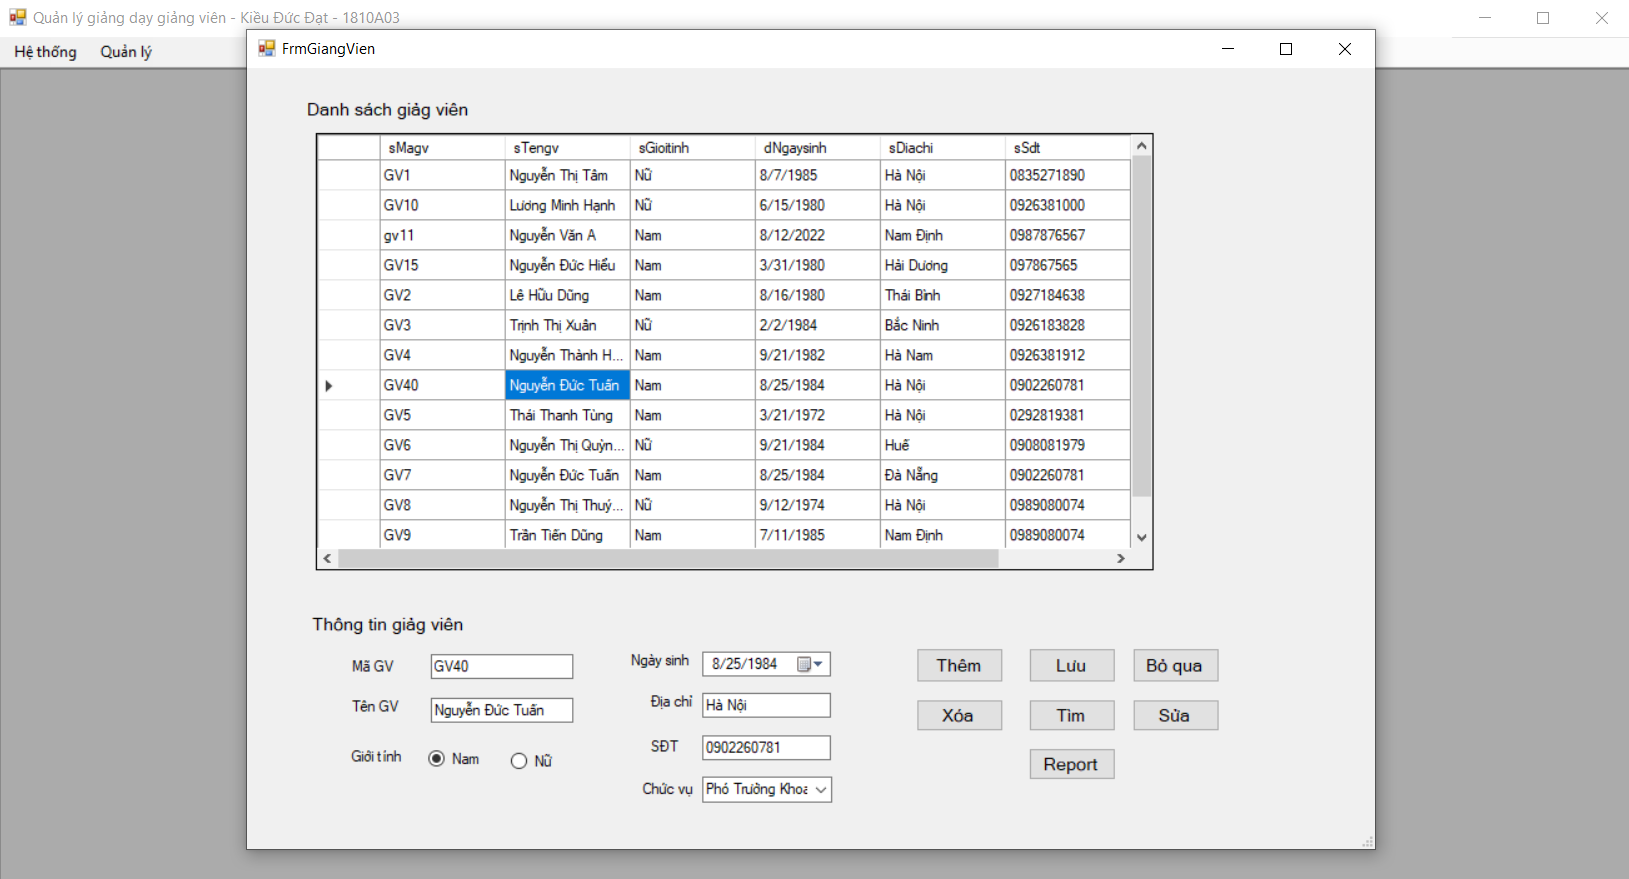 Quản lý giảng dạy giảng viên - Kiều Đức Đạt - 1810A03
Hệ thống Quản lý
FrmGiangVien
Danh sách giảg viên
sMagv sTengv sGioitinh dNgaysinh sDiachi sSdt
GV1 Nguyễn Thị Tâm Nữ 8/7/1985 Hà Nội 0835271890
GV10 Lương Minh Hạnh Nữ 6/15/1980 Hà Nội 0926381000
gv11 Nguyễn Văn A Nam 8/12/2022 Nam Định 0987876567
GV15 Nguyễn Đức Hiểu Nam 3/31/1980 Hải Dương 097867565
GV2 Lê Hữu Dũng Nam 8/16/1980 Thái Bình 0927184638
GV3 Trịnh Thị Xuân Nữ 2/2/1984 Bắc Ninh 0926183828
GV4 Nguyễn Thành H... Nam 9/21/1982 Hà Nam 0926381912
GV40 Nguyễn Đức Tuấn Nam 8/25/1984 Hà Nội 0902260781
GV5 Thái Thanh Tùng Nam 3/21/1972 Hà Nội 0292819381
GV6 Nguyễn Thị Quỳn... Nữ 9/21/1984 Huế 0908081979
GV7 Nguyễn Đức Tuấn Nam 8/25/1984 Đà Nẵng 0902260781
GV8 Nguyễn Thị Thuý... Nữ 9/12/1974 Hà Nội 0989080074
GV9 Trần Tiến Dũng Nam 7/11/1985 Nam Định 0989080074
Thông tin giảg viên
Mã GV GV40
Tên GV Nguyễn Đức Tuấn
Giới tính Nam Nữ
Ngày sinh 8/25/1984
Địa chỉ Hà Nội
SĐT 0902260781
Chức vụ Phó Trưởng Khoa
Thêm Lưu Bỏ qua
Xóa Tìm Sửa
Report